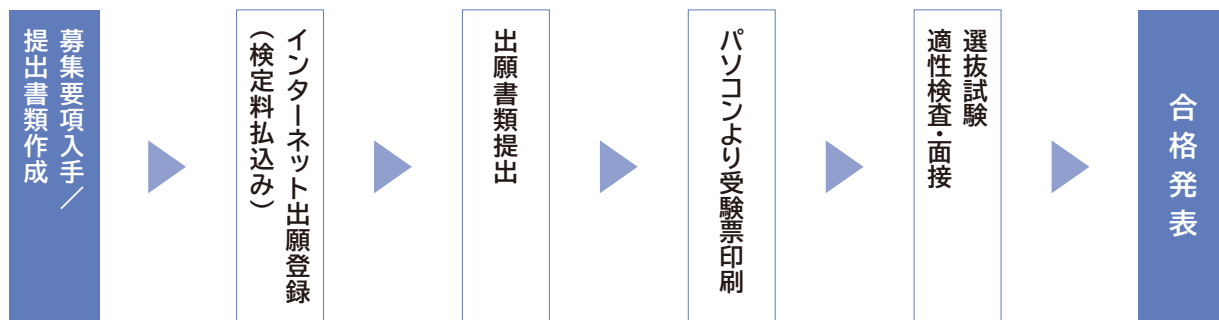 募集要項入手／
提出書類作成
インターネット出願登録
（検定料払込み）
出願書類提出
パソコンより受験票印刷
選抜試験
適性検査・面接
合格発表